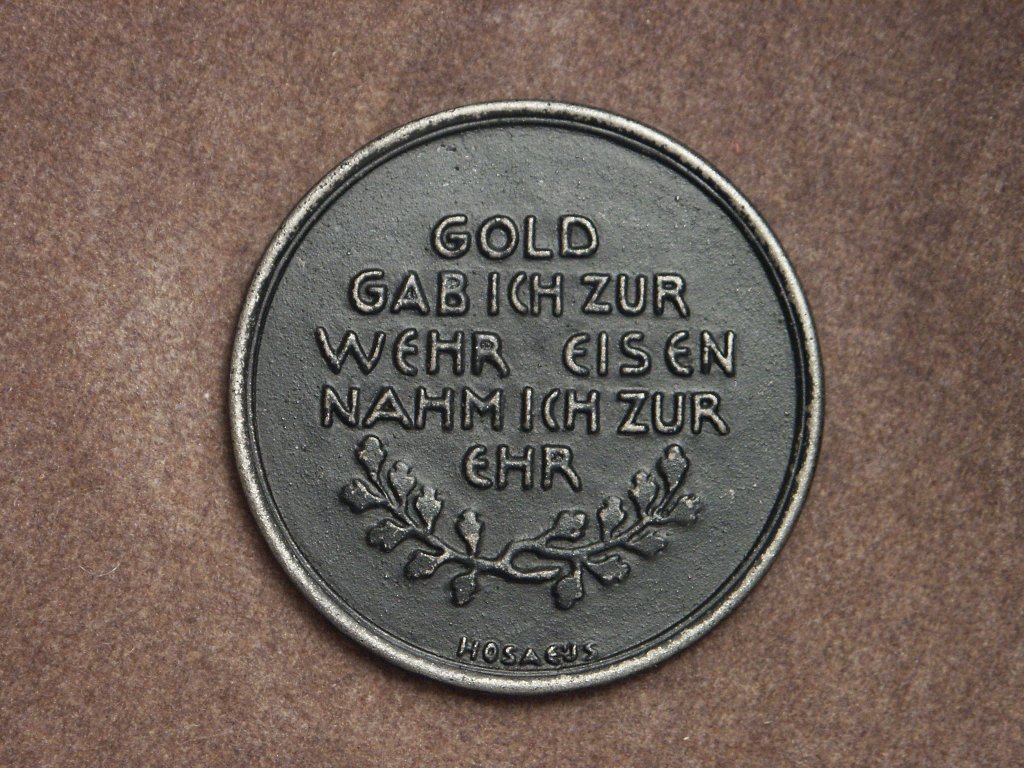 GOLD
GAB ICH ZUR
WEHR EISEN
NAHM ICH ZUR
EHR
HOSAEUS